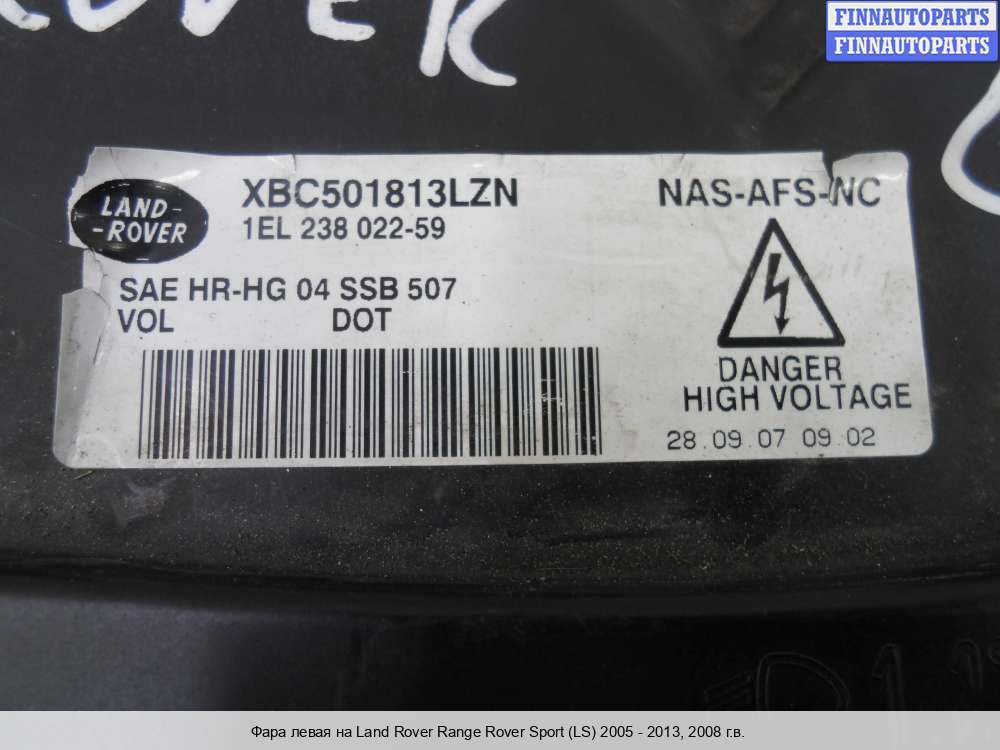 ROVER
FINNAUTOPARTS
FINNAUTOPARTS
LAND-
-ROVER
XBC501813LZN
NAS-AFS-NC
1EL 238 022-59
SAE HR-HG 04 SSB 507
VOL DOT
DANGER
HIGH VOLTAGE
28.09.07 09.02
Фара левая на Land Rover Range Rover Sport (LS) 2005 - 2013, 2008 г.в.